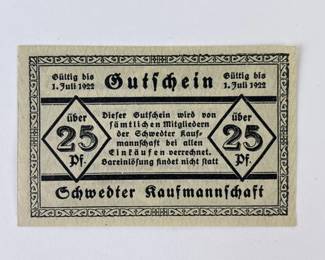 Gültig bis
1. Juli 1922
Gutschein
Gültig bis
1. Juli 1922
über
25
Pf.
Dieser Gutschein wird von
sämtlichen Mitgliedern
der Schwedter Kauf-
mannschaft bei allen
Einkäufen verrechnet.
Bareinlösung findet nicht statt
über
25
Pf.
Schwedter Kaufmannschaft